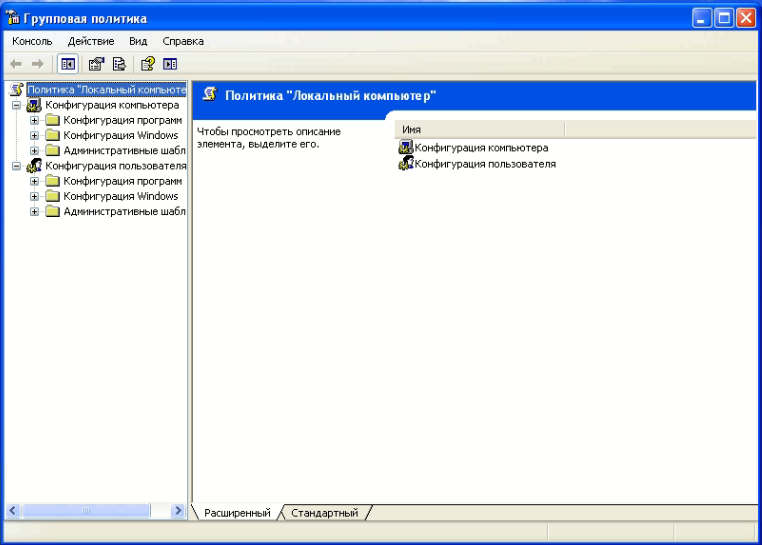 Групповая политика
Консоль Действие Вид Справка
Политика "Локальный компьюте
Конфигурация компьютера
Конфигурация программ
Конфигурация Windows
Административные шабл
Конфигурация пользователя
Конфигурация программ
Конфигурация Windows
Административные шабл
Политика "Локальный компьютер"
Чтобы просмотреть описание
элемента, выделите его.
Имя
Конфигурация компьютера
Конфигурация пользователя
Расширенный Стандартный